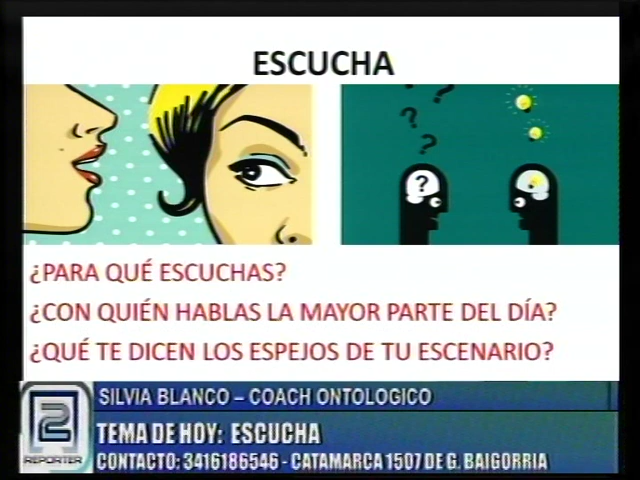 ESCUCHA
?
?
?
?
¿PARA QUÉ ESCUCHAS?
¿CON QUIÉN HABLAS LA MAYOR PARTE DEL DÍA?
¿QUÉ TE DICEN LOS ESPEJOS DE TU ESCENARIO?
2
REPORTER
SILVIA BLANCO – COACH ONTOLOGICO
TEMA DE HOY: ESCUCHA
CONTACTO: 3416186546 - CATAMARCA 1507 DE G. BAIGORRIA